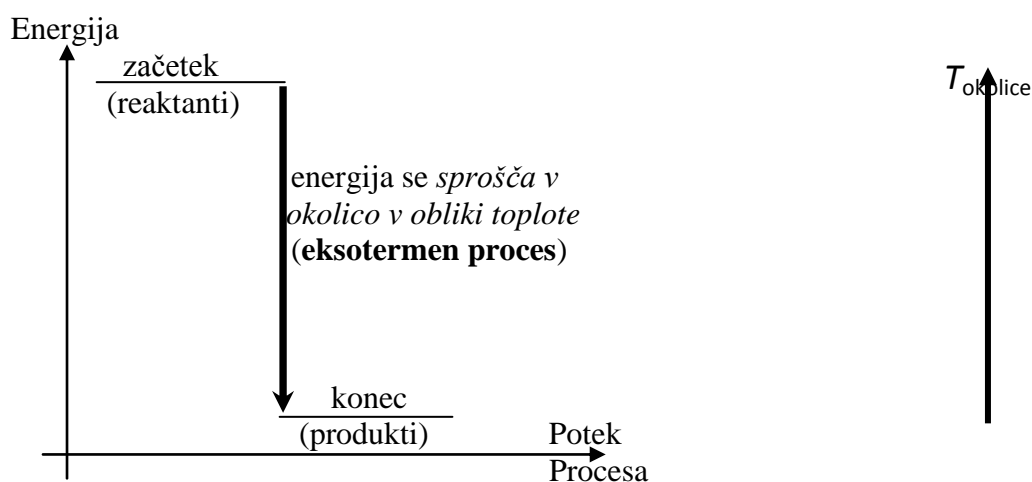 Energija
začetek
(reaktanti)
Tokolice
energija se sprošča v
okolico v obliki toplote
(eksotermen proces)
konec
(produkti)
Potek
Procesa